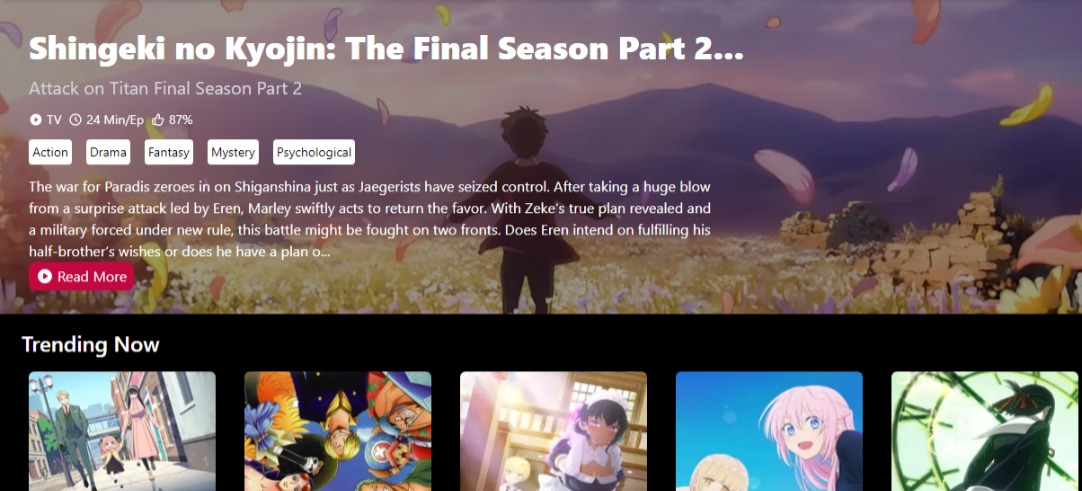 Shingeki no Kyojin: The Final Season Part 2...
Attack on Titan Final Season Part 2
TV 24 Min/Ep 87%
Action Drama Fantasy Mystery Psychological
The war for Paradis zeroes in on Shiganshina just as Jaegerists have seized control. After taking a huge blow
from a surprise attack led by Eren, Marley swiftly acts to return the favor. With Zeke’s true plan revealed and
a military forced under new rule, this battle might be fought on two fronts. Does Eren intend on fulfilling his
half-brother’s wishes or does he have a plan o...
Read More
Trending Now